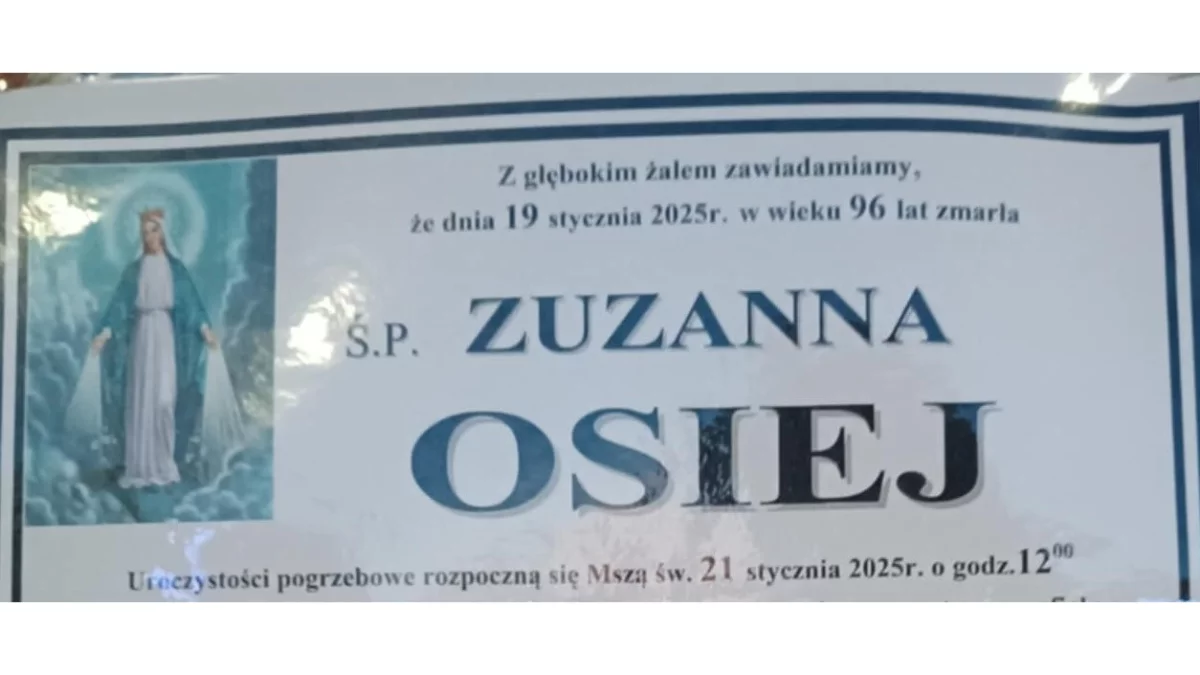 Z głębokim żalem zawiadamiamy,
że dnia 19 stycznia 2025r. w wieku 96 lat zmarła
Ś.P. ZUZANNA
OSIEJ
Uroczystości pogrzebowe rozpoczną się Mszą św. 21 stycznia 2025r. o godz.12⁰⁰